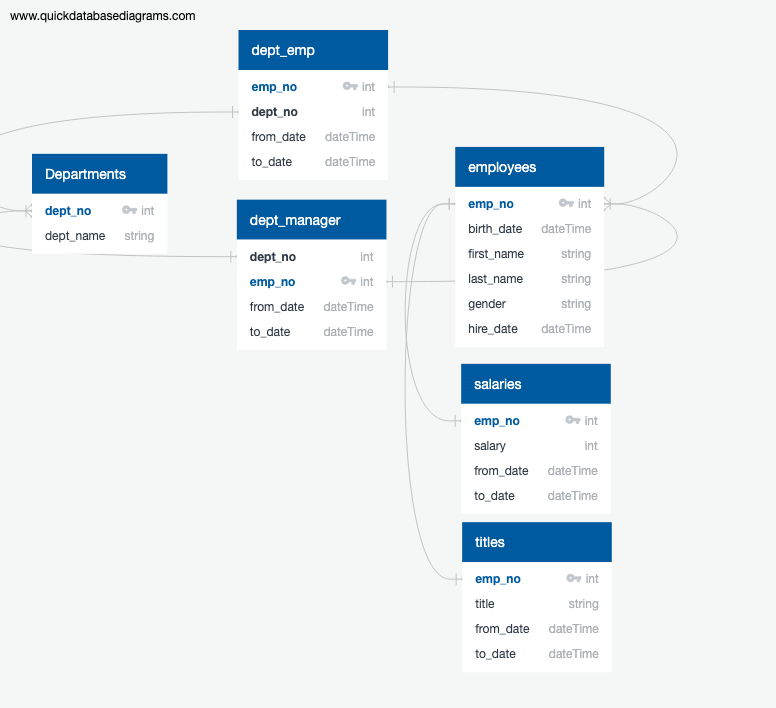 www.quickdatabasediagrams.com
dept_emp
emp_no int
dept_no int
from_date dateTime
to_date dateTime
Departments
dept_no int
dept_name string
dept_manager
dept_no int
emp_no int
from_date dateTime
to_date dateTime
employees
emp_no int
birth_date dateTime
first_name string
last_name string
gender string
hire_date dateTime
salaries
emp_no int
salary int
from_date dateTime
to_date dateTime
titles
emp_no int
title string
from_date dateTime
to_date dateTime